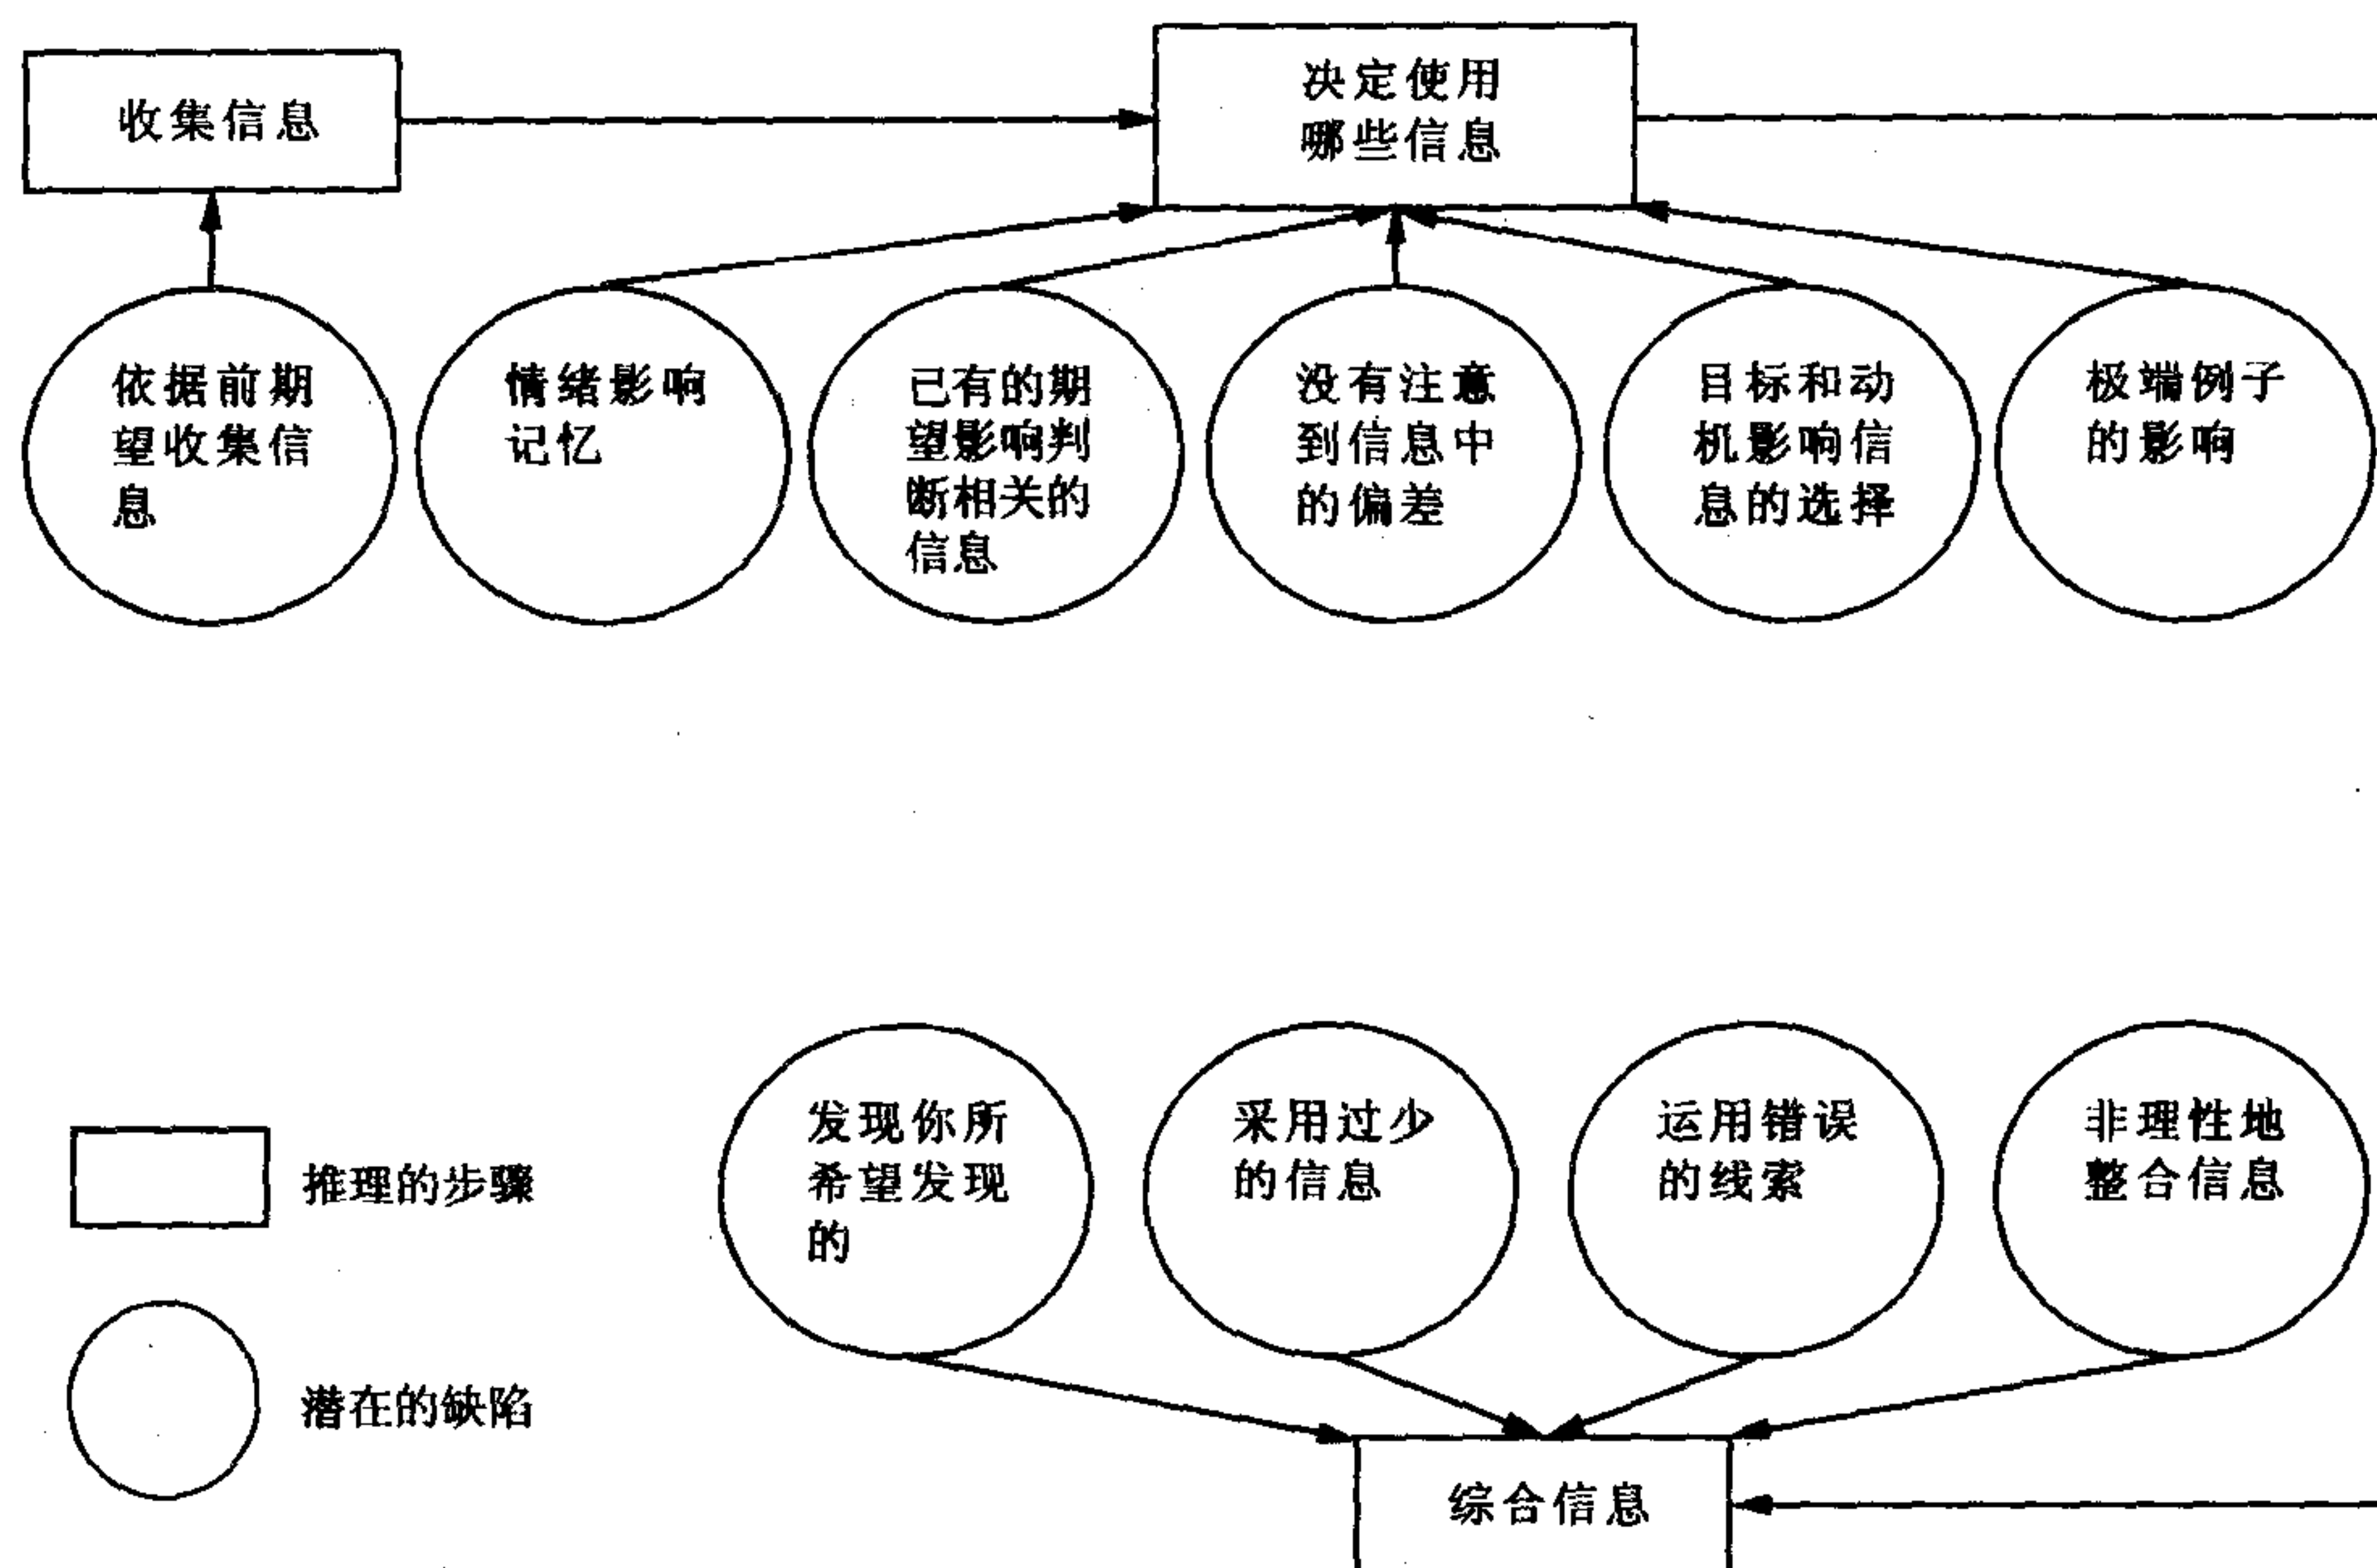 收集信息
决定使用
哪些信息
依据前期
望收集信
息
情绪影响
记忆
已有的期
望影响判
断相关的
信息
没有注意
到信息中
的偏差
目标和动
机影响信
息的选择
极端例子
的影响
发现你所
希望发现
的
采用过少
的信息
运用错误
的线索
非理性地
整合信息
推理的步骤
潜在的缺陷
综合信息